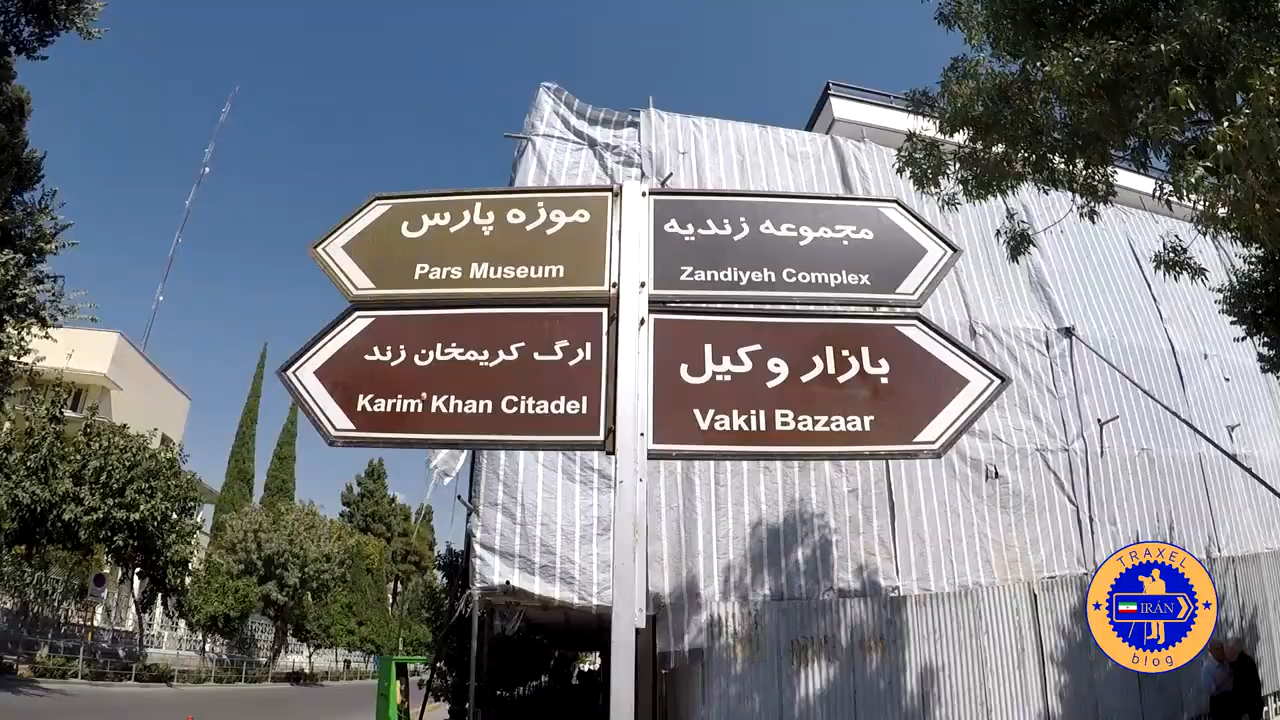 موزه پارس
Pars Museum
مجموعه زندیه
Zandiyeh Complex
ارگ کریمخان زند
Karim Khan Citadel
بازار وکیل
Vakil Bazaar
TRAXEL
IRÁN
blog